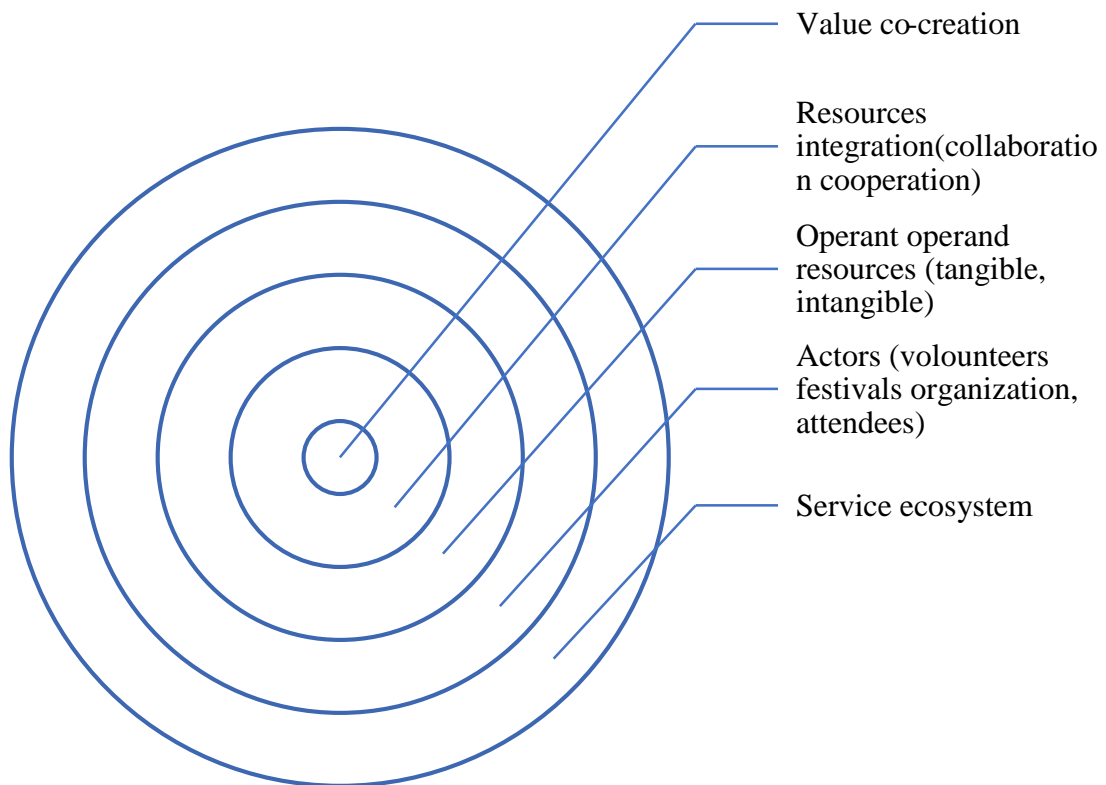 Value co-creation
Resources
integration(collaboratio
n cooperation)
Operant operand
resources (tangible,
intangible)
Actors (volounteers
festivals organization,
attendees)
Service ecosystem